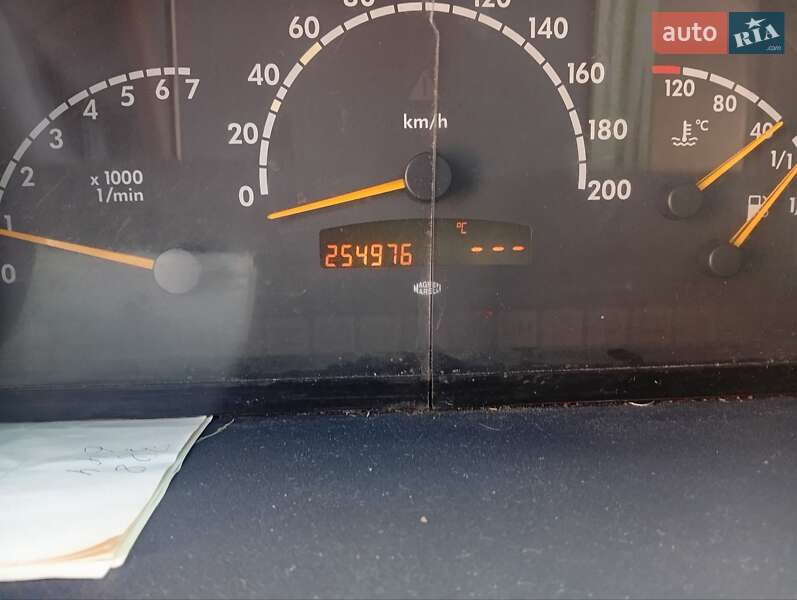 auto RIA .com
60 80 120 140
40 160
20 180
0 200
km/h
0 1 2 3 4 5 6 7
x 1000
1/min
120 80 40
°C
1/1
°C
254976 - - -
MAGNETI
MARELLI